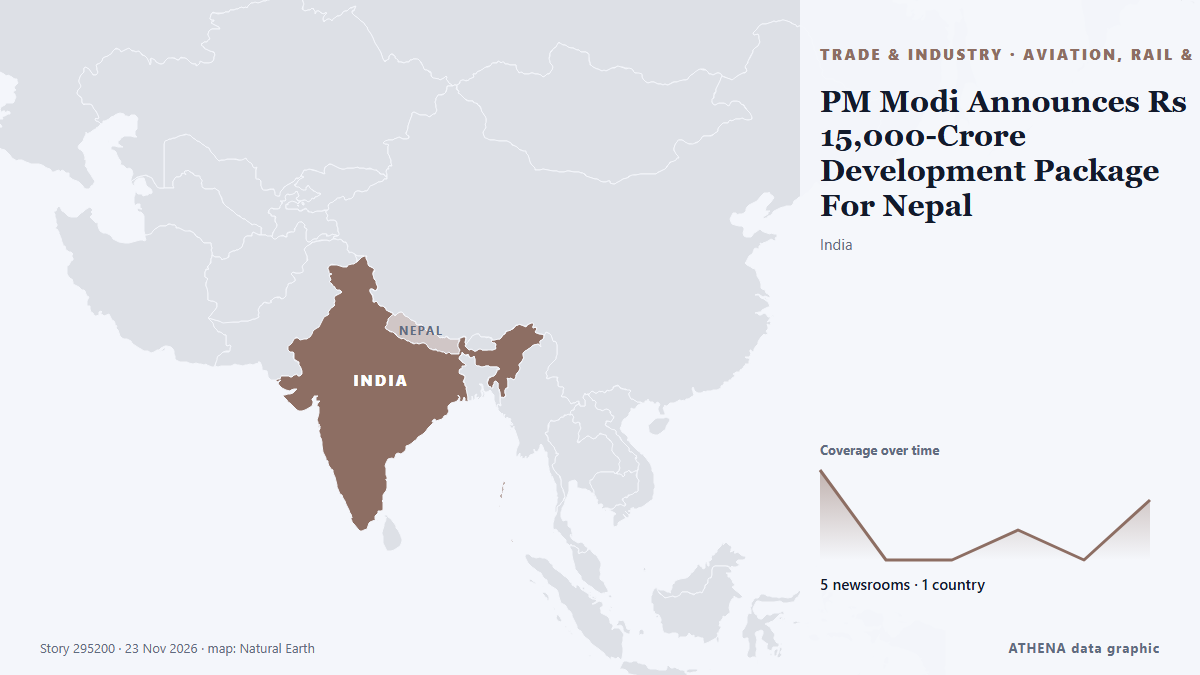 TRADE & INDUSTRY · AVIATION, RAIL &
PM Modi Announces Rs
15,000-Crore
Development Package
For Nepal
India
NEPAL
INDIA
Coverage over time
5 newsrooms · 1 country
Story 295200 · 23 Nov 2026 · map: Natural Earth
ATHENA data graphic